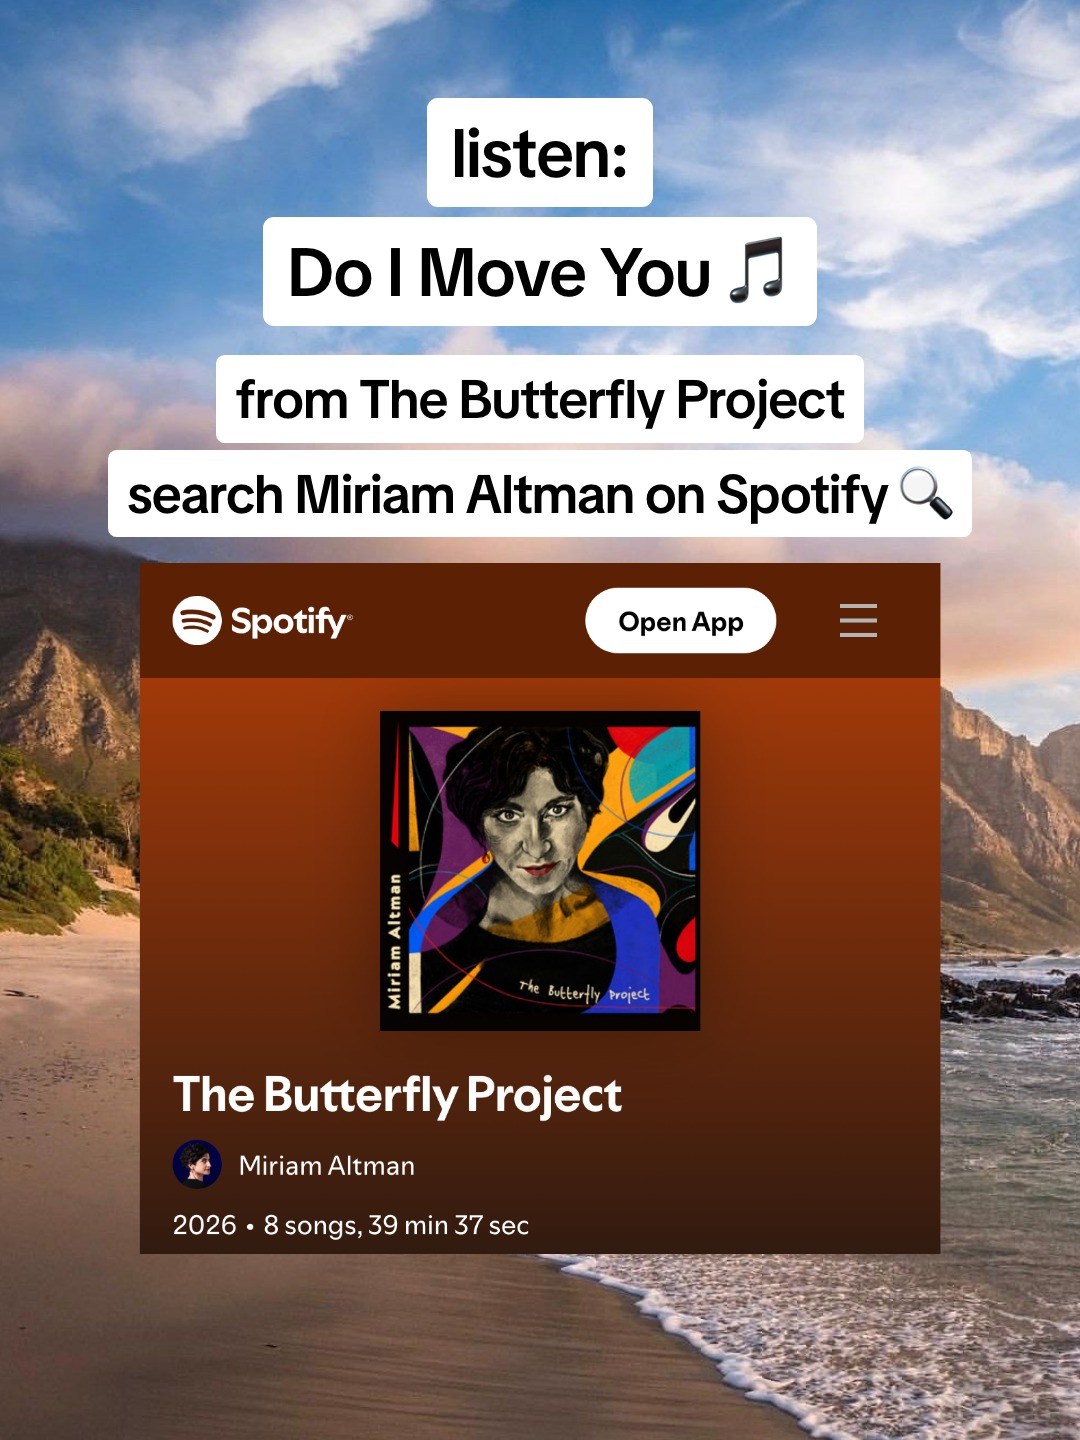 listen:
Do I Move You 🎵
from The Butterfly Project
search Miriam Altman on Spotify 🔍
Spotify®
Open App
Miriam Altman
The Butterfly Project
The Butterfly Project
Miriam Altman
2026 • 8 songs, 39 min 37 sec